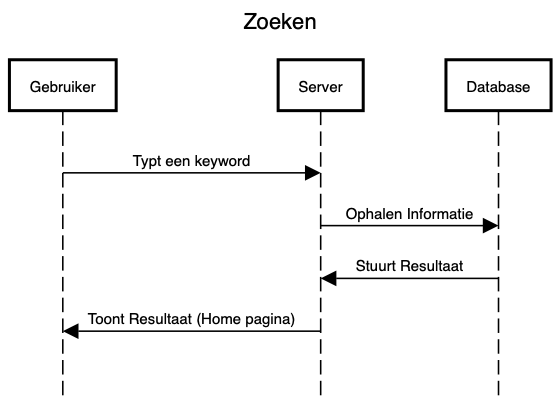 Zoeken
Gebruiker
Server
Database
Typt een keyword
Ophalen Informatie
Stuurt Resultaat
Toont Resultaat (Home pagina)